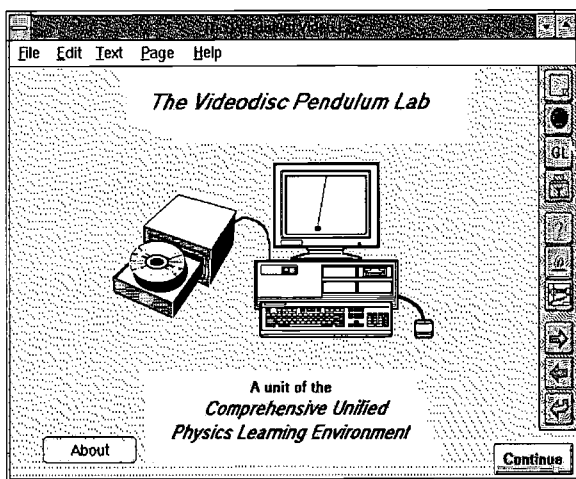 File Edit Text Page Help
The Videodisc Pendulum Lab
GL
?
A unit of the
Comprehensive Unified
Physics Learning Environment
About
Continue